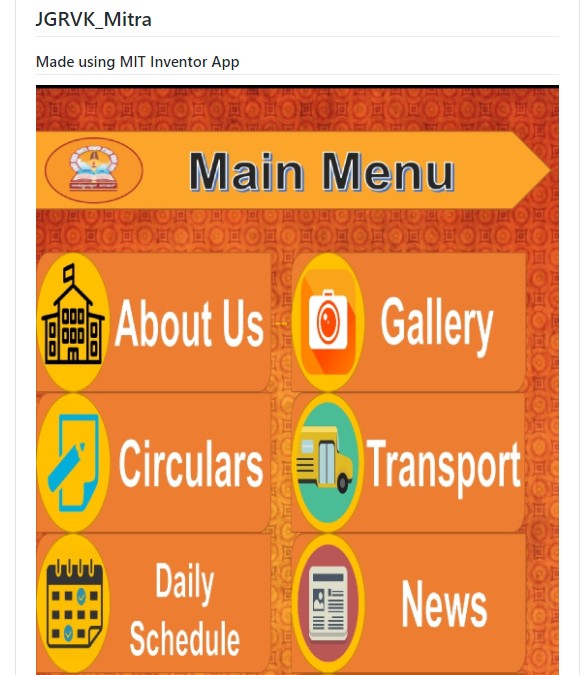 JGRVK_Mitra
Made using MIT Inventor App
Main Menu
About Us
Gallery
Circulars
Transport
Daily
Schedule
News